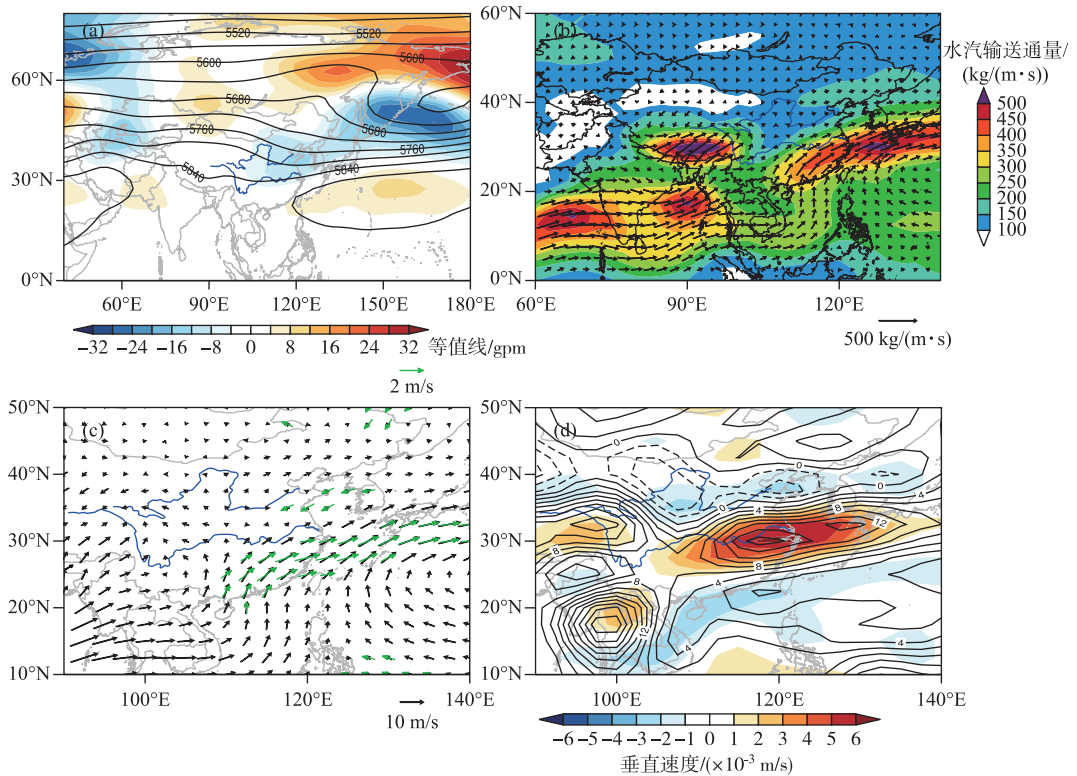 (a)
5520
5520
5600
5600
5680
5680
5760
5760
5840
5840
60°N
30°N
0°N
60°E
90°E
120°E
150°E
180°E
−32
−24
−16
−8
0
8
16
24
32
等值线/gpm
(b)
60°N
40°N
20°N
0°N
60°E
90°E
120°E
水汽输送通量/
(kg/(m·s))
500
450
400
350
300
250
200
150
100
500 kg/(m·s)
2 m/s
(c)
50°N
40°N
30°N
20°N
10°N
100°E
120°E
140°E
10 m/s
(d)
0
0
0
0
4
4
8
12
8
8
8
4
12
4
4
50°N
40°N
30°N
20°N
10°N
100°E
120°E
140°E
−6 −5 −4 −3 −2 −1 0 1 2 3 4 5 6
垂直速度/(×10⁻³ m/s)